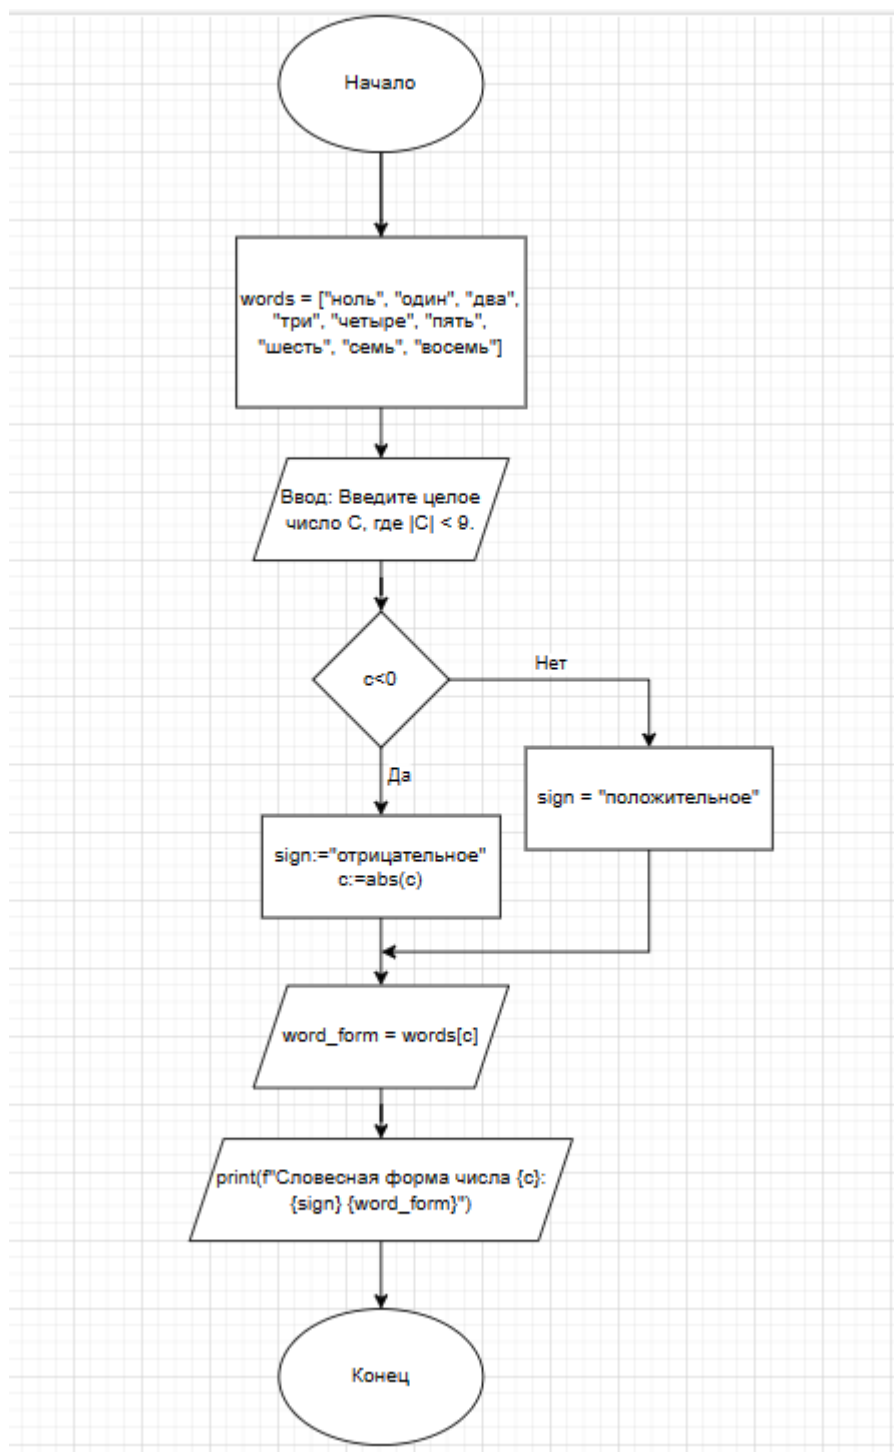 Начало
words = ["ноль", "один", "два",
"три", "четыре", "пять",
"шесть", "семь", "восемь"]
Ввод: Введите целое
число C, где |C| < 9.
c<0
Нет
Да
sign = "положительное"
sign:="отрицательное"
c:=abs(c)
word_form = words[c]
print(f"Словесная форма числа {c}:
{sign} {word_form}")
Конец